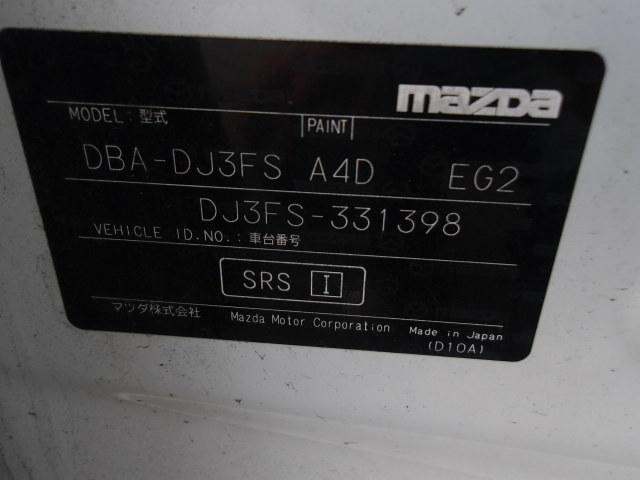 mazda
MODEL: 型式 |PAINT|
DBA-DJ3FS A4D EG2
DJ3FS-331398
VEHICLE ID.NO.: 車台番号
SRS I
マツダ株式会社 Mazda Motor Corporation Made in Japan
(D10A)